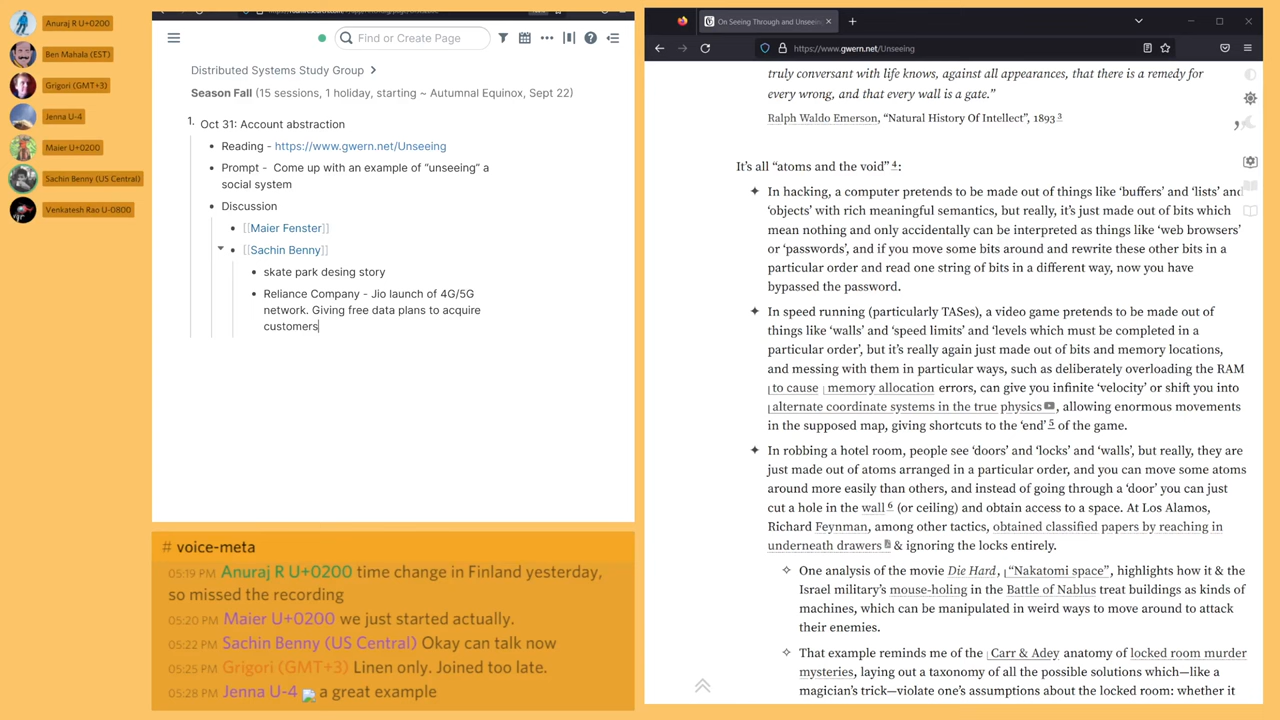 Anuraj R U+0200
Ben Mahala (EST)
Grigori (GMT+3)
Jenna U-4
Maier U+0200
Sachin Benny (US Central)
Venkatesh Rao U-0800
Find or Create Page
Distributed Systems Study Group
Season Fall (15 sessions, 1 holiday, starting ~ Autumnal Equinox, Sept 22)
1. Oct 31: Account abstraction
Reading - https://www.gwern.net/Unseeing
Prompt - Come up with an example of “unseeing” a
social system
Discussion
[[Maier Fenster]]
[[Sachin Benny]]
skate park desing story
Reliance Company - Jio launch of 4G/5G
network. Giving free data plans to acquire
customers
# voice-meta
05:19 PM Anuraj R U+0200 time change in Finland yesterday,
so missed the recording
05:20 PM Maier U+0200 we just started actually.
05:22 PM Sachin Benny (US Central) Okay can talk now
05:25 PM Grigori (GMT+3) Linen only. Joined too late.
05:28 PM Jenna U-4 a great example
On Seeing Through and Unseein
https://www.gwern.net/Unseeing
truly conversant with life knows, against all appearances, that there is a remedy for
every wrong, and that every wall is a gate.”
Ralph Waldo Emerson, “Natural History Of Intellect”, 1893 3
It’s all “atoms and the void” 4:
In hacking, a computer pretends to be made out of things like ‘buffers’ and ‘lists’ and
‘objects’ with rich meaningful semantics, but really, it’s just made out of bits which
mean nothing and only accidentally can be interpreted as things like ‘web browsers’
or ‘passwords’, and if you move some bits around and rewrite these other bits in a
particular order and read one string of bits in a different way, now you have
bypassed the password.
In speed running (particularly TASes), a video game pretends to be made out of
things like ‘walls’ and ‘speed limits’ and ‘levels which must be completed in a
particular order’, but it’s really again just made out of bits and memory locations,
and messing with them in particular ways, such as deliberately overloading the RAM
to cause memory allocation errors, can give you infinite ‘velocity’ or shift you into
alternate coordinate systems in the true physics, allowing enormous movements
in the supposed map, giving shortcuts to the ‘end’ 5 of the game.
In robbing a hotel room, people see ‘doors’ and ‘locks’ and ‘walls’, but really, they are
just made out of atoms arranged in a particular order, and you can move some atoms
around more easily than others, and instead of going through a ‘door’ you can just
cut a hole in the wall 6 (or ceiling) and obtain access to a space. At Los Alamos,
Richard Feynman, among other tactics, obtained classified papers by reaching in
underneath drawers & ignoring the locks entirely.
One analysis of the movie Die Hard, “Nakatomi space”, highlights how it & the
Israel military’s mouse-holing in the Battle of Nablus treat buildings as kinds of
machines, which can be manipulated in weird ways to move around to attack
their enemies.
That example reminds me of the Carr & Adey anatomy of locked room murder
mysteries, laying out a taxonomy of all the possible solutions which—like a
magician’s trick—violate one’s assumptions about the locked room: whether it